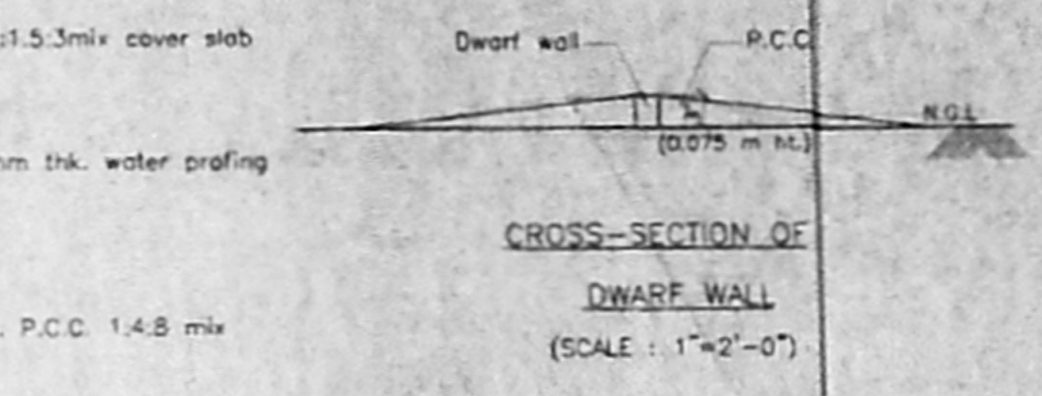 :1.5:3mix cover slab
Dwarf wall
P.C.C
N.G.L
(0.075 m ht.)
mm thk. water profing
CROSS-SECTION OF
DWARF WALL
(SCALE : 1"=2'-0")
. P.C.C. 1:4:8 mix